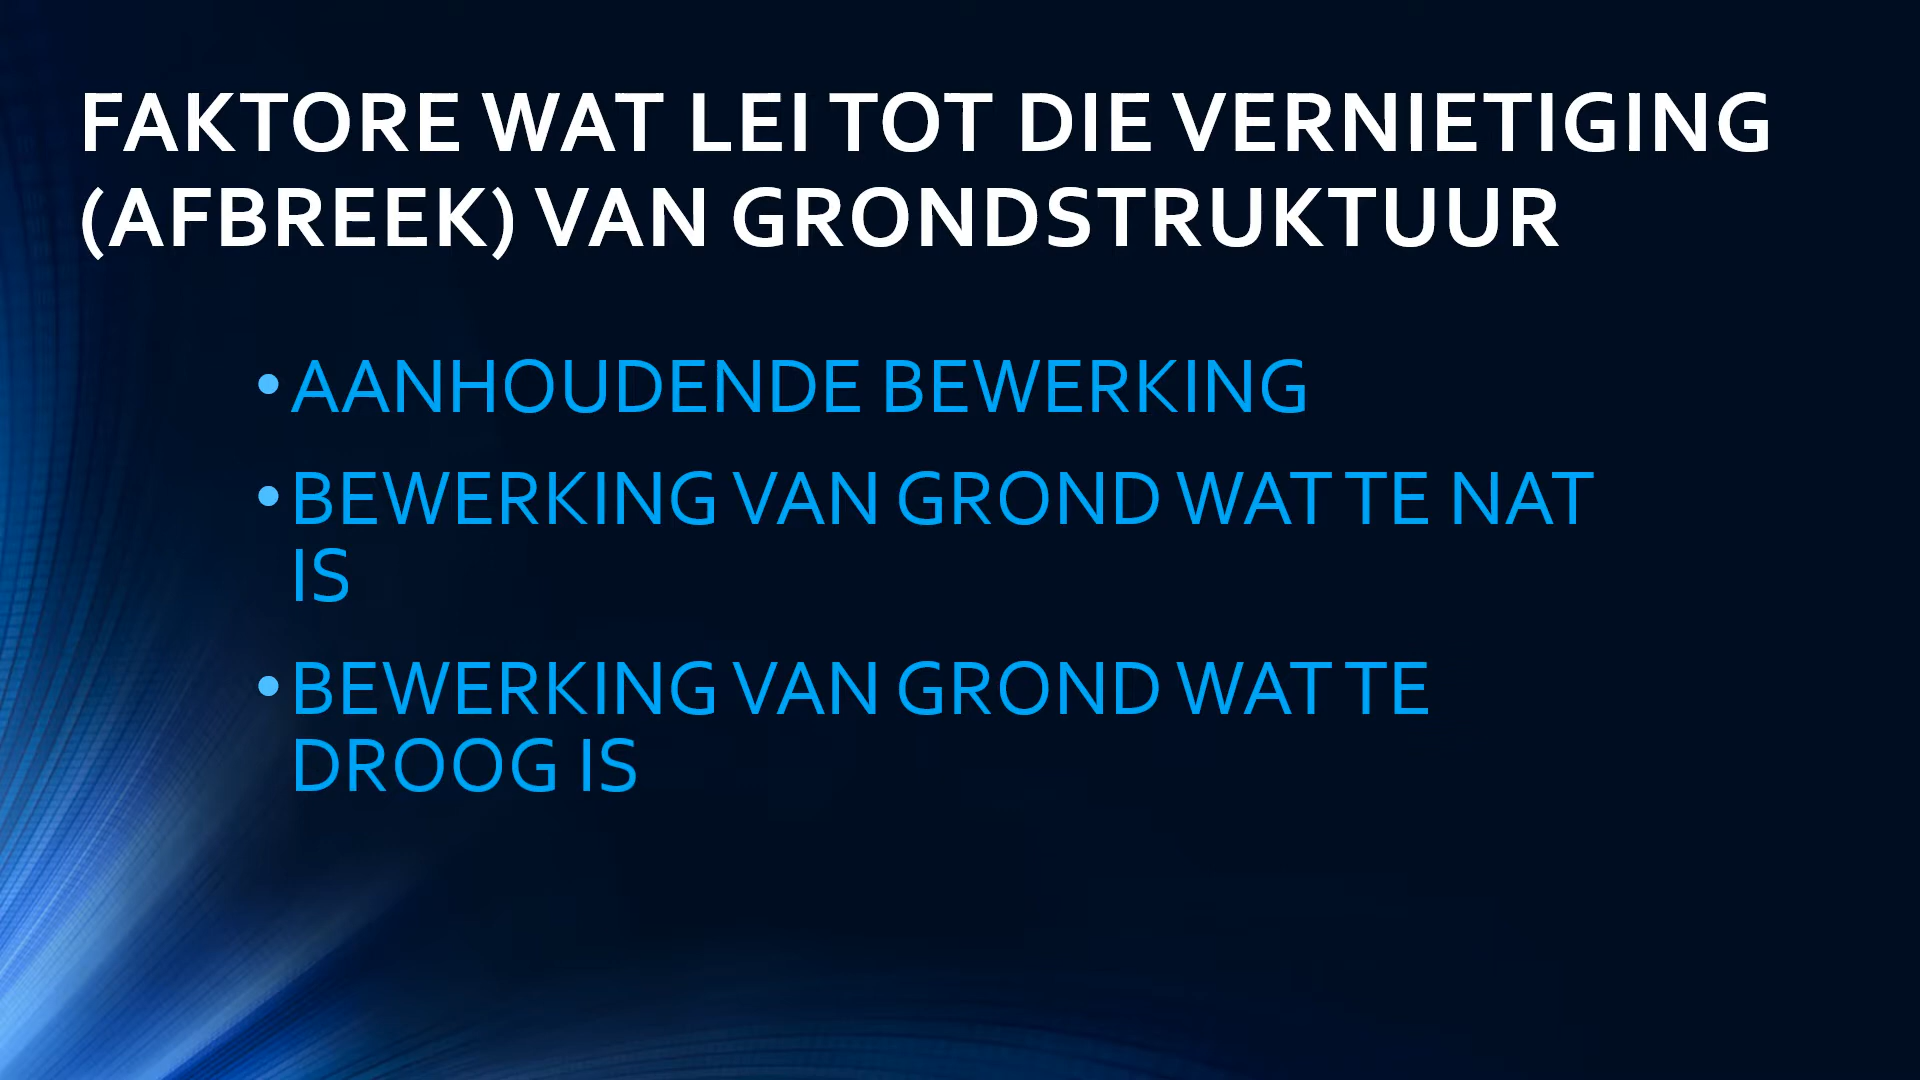 FAKTORE WAT LEI TOT DIE VERNIETIGING
(AFBREEK) VAN GRONDSTRUKTUUR
•AANHOUDENDE BEWERKING
•BEWERKING VAN GROND WAT TE NAT
IS
•BEWERKING VAN GROND WAT TE
DROOG IS